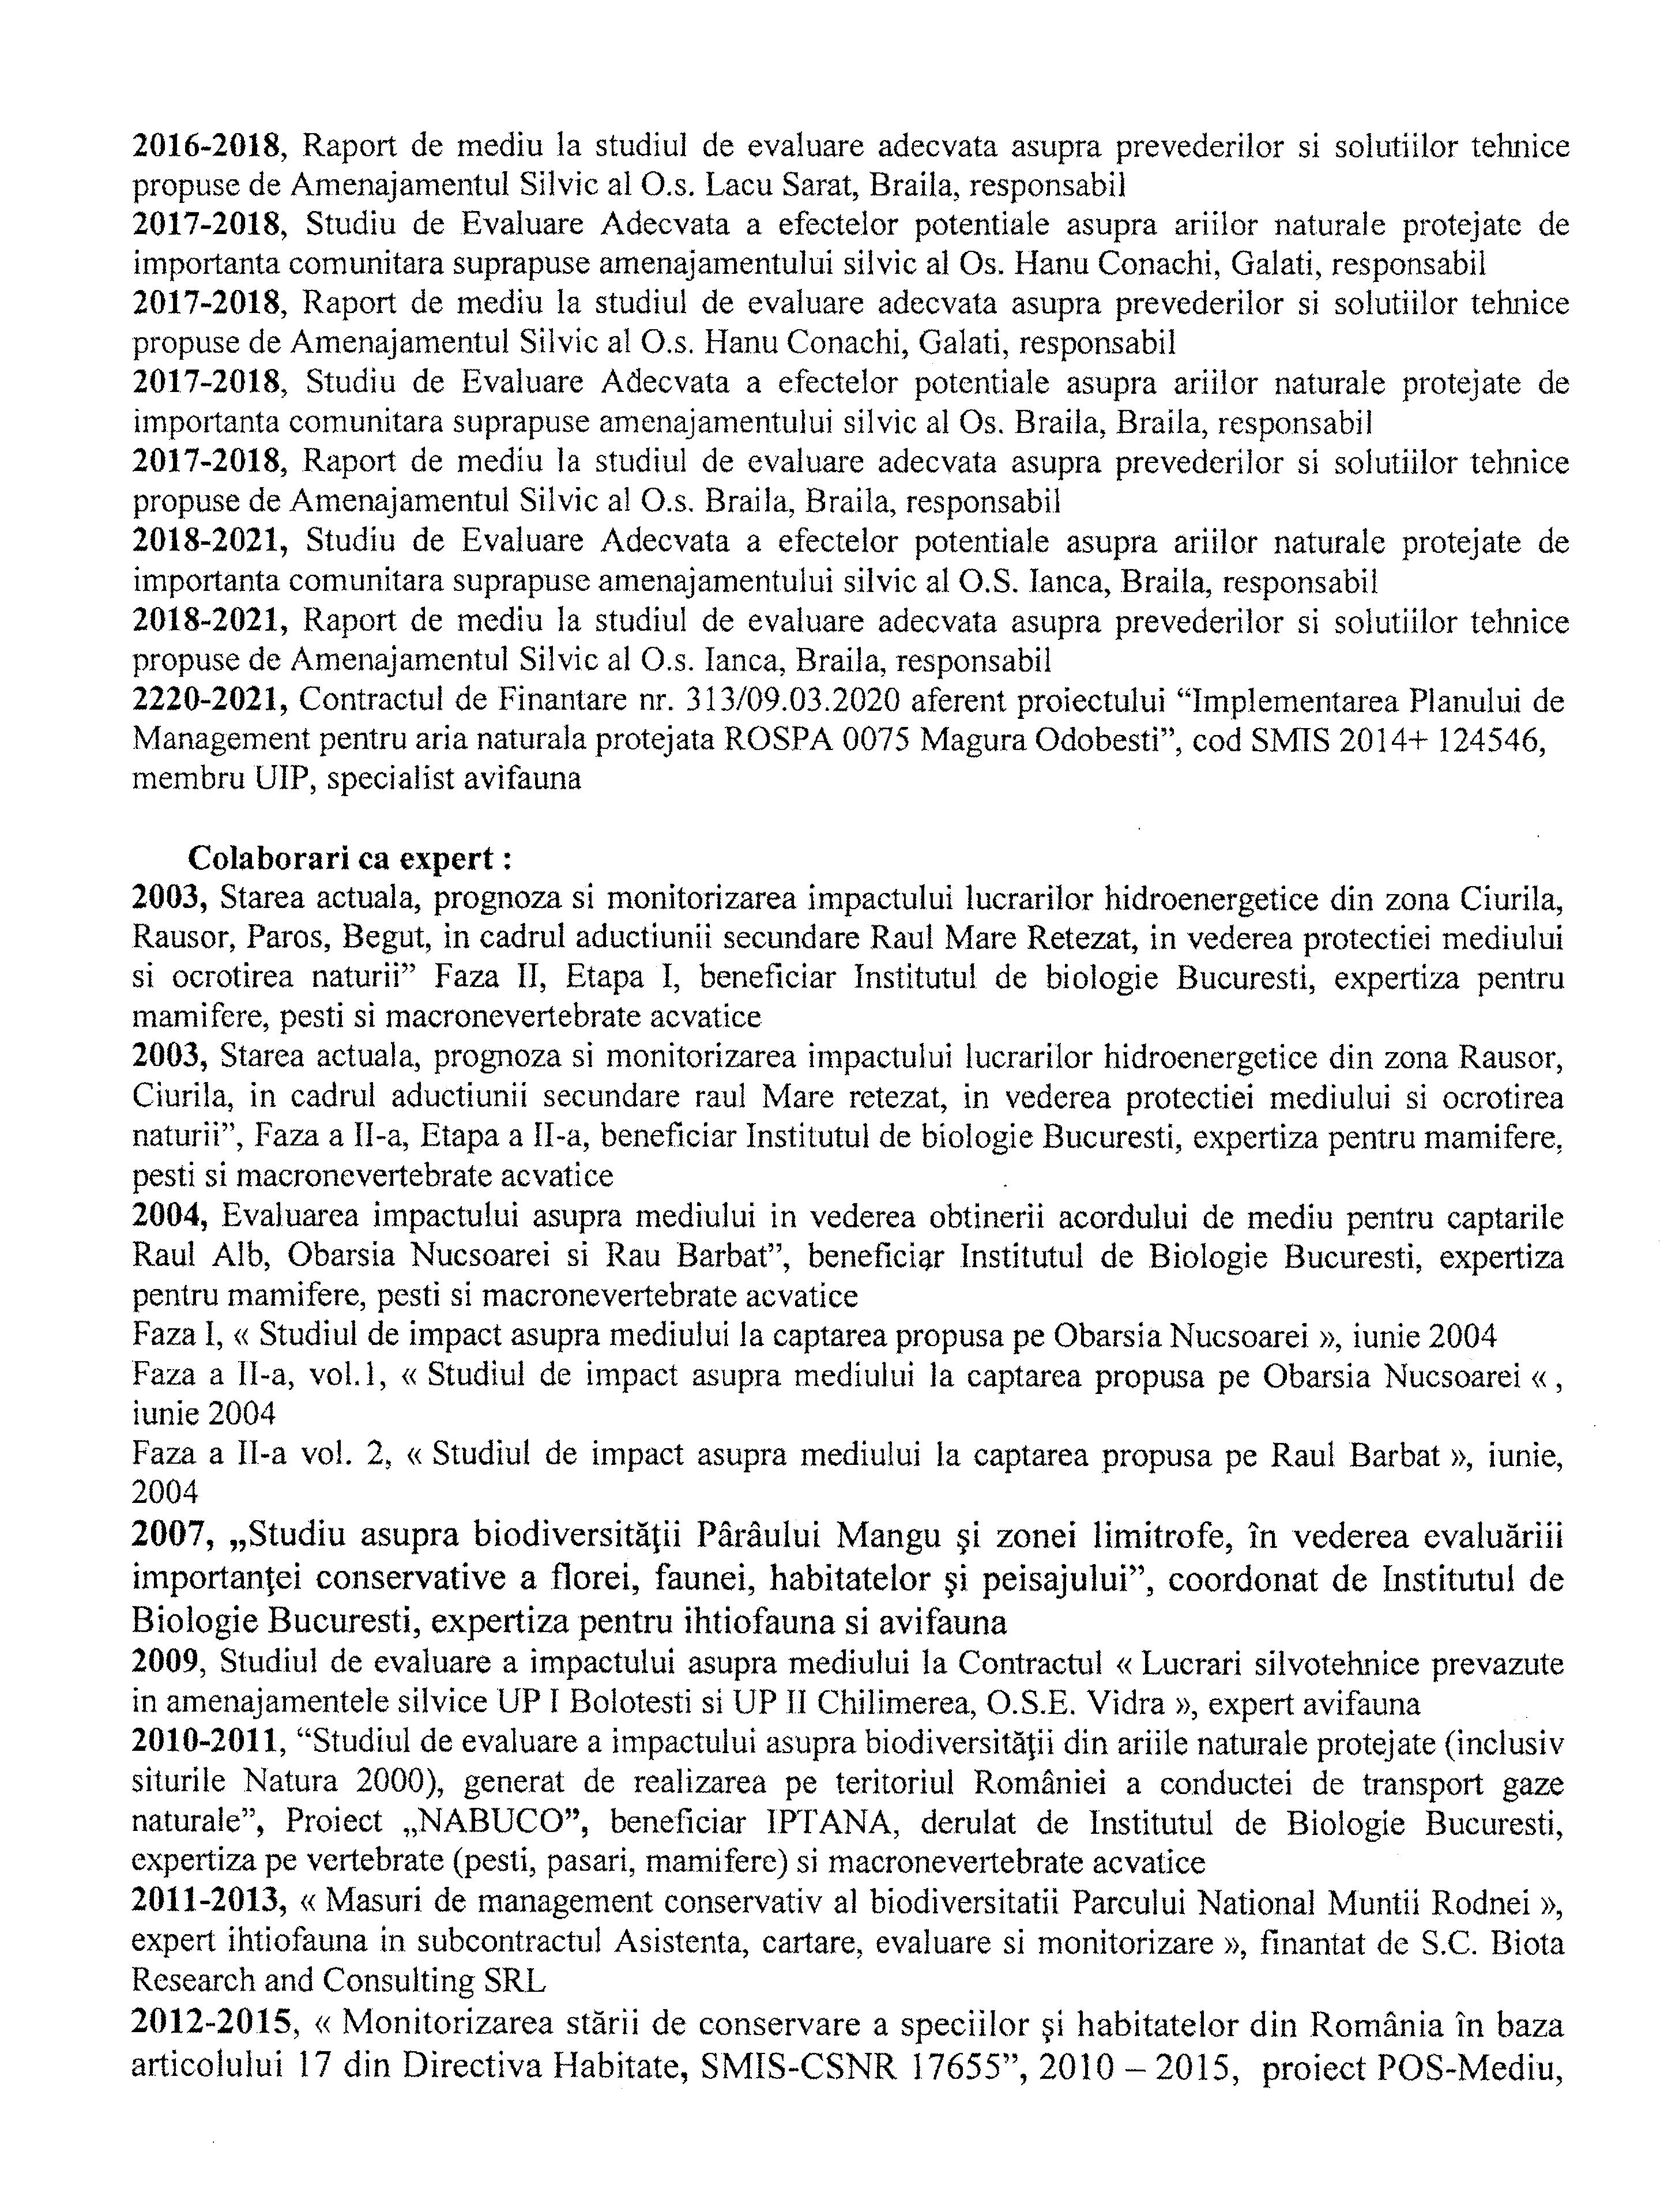 2016-2018, Raport de mediu la studiul de evaluare adecvata asupra prevederilor si solutiilor tehnice
propuse de Amenajamentul Silvic al O.s. Lacu Sarat, Braila, responsabil
2017-2018, Studiu de Evaluare Adecvata a efectelor potentiale asupra ariilor naturale protejate de
importanta comunitara suprapuse amenajamentului silvic al Os. Hanu Conachi, Galati, responsabil
2017-2018, Raport de mediu la studiul de evaluare adecvata asupra prevederilor si solutiilor tehnice
propuse de Amenajamentul Silvic al O.s. Hanu Conachi, Galati, responsabil
2017-2018, Studiu de Evaluare Adecvata a efectelor potentiale asupra ariilor naturale protejate de
importanta comunitara suprapuse amenajamentului silvic al Os. Braila, Braila, responsabil
2017-2018, Raport de mediu la studiul de evaluare adecvata asupra prevederilor si solutiilor tehnice
propuse de Amenajamentul Silvic al O.s. Braila, Braila, responsabil
2018-2021, Studiu de Evaluare Adecvata a efectelor potentiale asupra ariilor naturale protejate de
importanta comunitara suprapuse amenajamentului silvic al O.S. Ianca, Braila, responsabil
2018-2021, Raport de mediu la studiul de evaluare adecvata asupra prevederilor si solutiilor tehnice
propuse de Amenajamentul Silvic al O.s. Ianca, Braila, responsabil
2220-2021, Contractul de Finantare nr. 313/09.03.2020 aferent proiectului “Implementarea Planului de
Management pentru aria naturala protejata ROSPA 0075 Magura Odobesti”, cod SMIS 2014+ 124546,
membru UIP, specialist avifauna
Colaborari ca expert :
2003, Starea actuala, prognoza si monitorizarea impactului lucrarilor hidroenergetice din zona Ciurila,
Rausor, Paros, Begut, in cadrul aductiunii secundare Raul Mare Retezat, in vederea protectiei mediului
si ocrotirea naturii” Faza II, Etapa I, beneficiar Institutul de biologie Bucuresti, expertiza pentru
mamifere, pesti si macronevertebrate acvatice
2003, Starea actuala, prognoza si monitorizarea impactului lucrarilor hidroenergetice din zona Rausor,
Ciurila, in cadrul aductiunii secundare raul Mare retezat, in vederea protectiei mediului si ocrotirea
naturii”, Faza a II-a, Etapa a II-a, beneficiar Institutul de biologie Bucuresti, expertiza pentru mamifere,
pesti si macronevertebrate acvatice
2004, Evaluarea impactului asupra mediului in vederea obtinerii acordului de mediu pentru captarile
Raul Alb, Obarsia Nucsoarei si Rau Barbat”, beneficiar Institutul de Biologie Bucuresti, expertiza
pentru mamifere, pesti si macronevertebrate acvatice
Faza I, « Studiul de impact asupra mediului la captarea propusa pe Obarsia Nucsoarei », iunie 2004
Faza a II-a, vol.1, « Studiul de impact asupra mediului la captarea propusa pe Obarsia Nucsoarei « ,
iunie 2004
Faza a II-a vol. 2, « Studiul de impact asupra mediului la captarea propusa pe Raul Barbat », iunie,
2004
2007, „Studiu asupra biodiversităţii Pârâului Mangu şi zonei limitrofe, în vederea evaluăriii
importanţei conservative a florei, faunei, habitatelor şi peisajului”, coordonat de Institutul de
Biologie Bucuresti, expertiza pentru ihtiofauna si avifauna
2009, Studiul de evaluare a impactului asupra mediului la Contractul « Lucrari silvotehnice prevazute
in amenajamentele silvice UP I Bolotesti si UP II Chilimerea, O.S.E. Vidra », expert avifauna
2010-2011, “Studiul de evaluare a impactului asupra biodiversităţii din ariile naturale protejate (inclusiv
siturile Natura 2000), generat de realizarea pe teritoriul României a conductei de transport gaze
naturale”, Proiect „NABUCO”, beneficiar IPTANA, derulat de Institutul de Biologie Bucuresti,
expertiza pe vertebrate (pesti, pasari, mamifere) si macronevertebrate acvatice
2011-2013, « Masuri de management conservativ al biodiversitatii Parcului National Muntii Rodnei »,
expert ihtiofauna in subcontractul Asistenta, cartare, evaluare si monitorizare », finantat de S.C. Biota
Research and Consulting SRL
2012-2015, « Monitorizarea stării de conservare a speciilor şi habitatelor din România în baza
articolului 17 din Directiva Habitate, SMIS-CSNR 17655”, 2010 – 2015, proiect POS-Mediu,